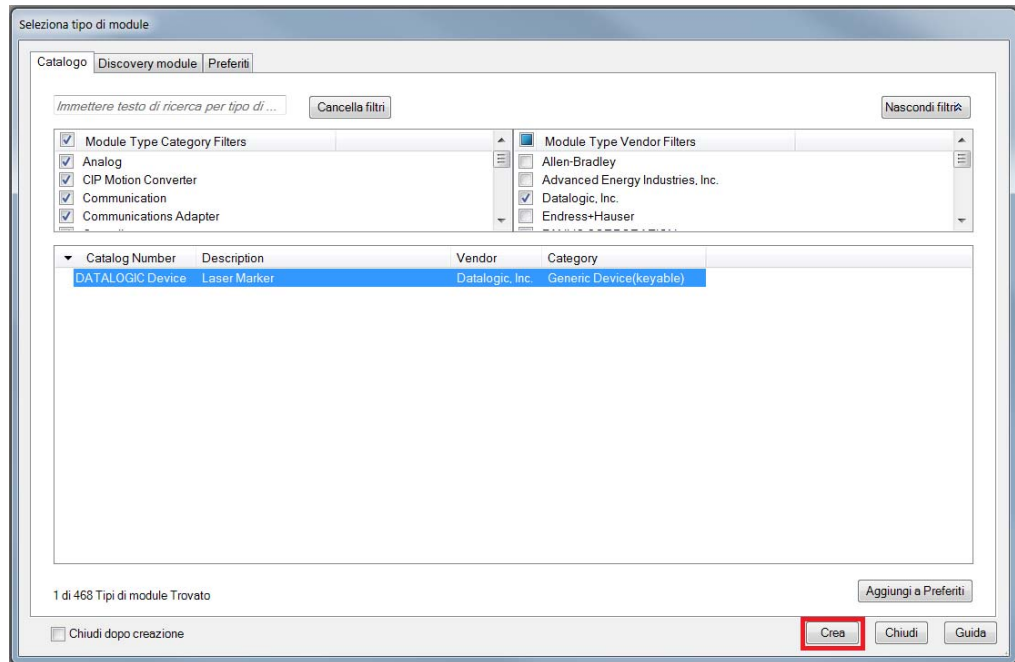 Seleziona tipo di module
Catalogo Discovery module Preferiti
Immettere testo di ricerca per tipo di ... Cancella filtri Nascondi filtri
Module Type Category Filters Module Type Vendor Filters
Analog Allen-Bradley
CIP Motion Converter Advanced Energy Industries, Inc.
Communication Datalogic, Inc.
Communications Adapter Endress+Hauser
Catalog Number Description Vendor Category
DATALOGIC Device Laser Marker Datalogic, Inc. Generic Device(keyable)
1 di 468 Tipi di module Trovato Aggiungi a Preferiti
Chiudi dopo creazione Crea Chiudi Guida